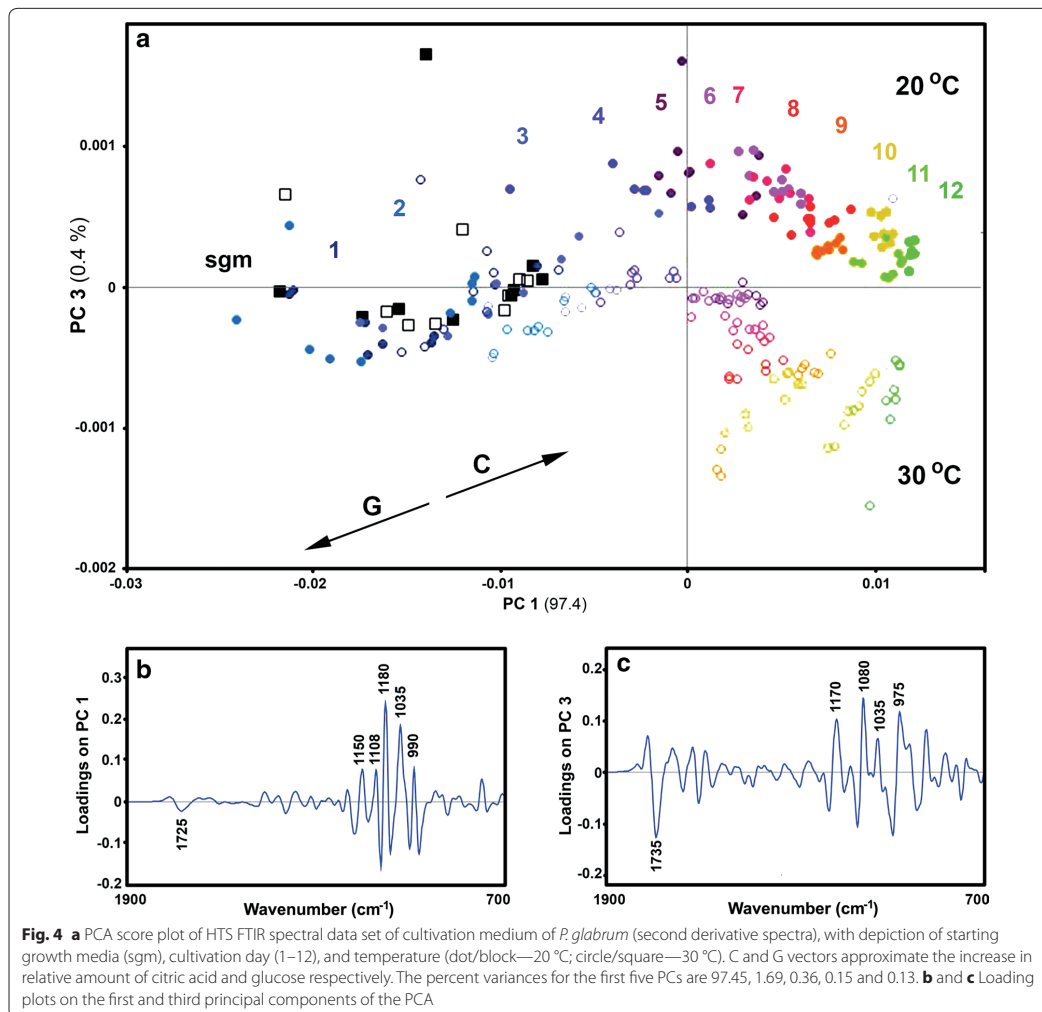 a
20 °C
5 6 7
4 8
3 9
0.001 10
11
2 12
1
sgm
PC 3 (0.4 %)
0
-0.001
C
G
30 °C
-0.002
-0.03 -0.02 -0.01 0 0.01
PC 1 (97.4)
b
0.3
0.2
0.1
0
-0.1
-0.2
Loadings on PC 1
1180
1035
1150
1108
990
1725
1900 700
Wavenumber (cm-1)
c
0.2
0.1
0
-0.1
-0.2
Loadings on PC 3
1170
1080
1035
975
1735
1900 700
Wavenumber (cm-1)
Fig. 4 a PCA score plot of HTS FTIR spectral data set of cultivation medium of P. glabrum (second derivative spectra), with depiction of starting
growth media (sgm), cultivation day (1–12), and temperature (dot/block—20 °C; circle/square—30 °C). C and G vectors approximate the increase in
relative amount of citric acid and glucose respectively. The percent variances for the first five PCs are 97.45, 1.69, 0.36, 0.15 and 0.13. b and c Loading
plots on the first and third principal components of the PCA